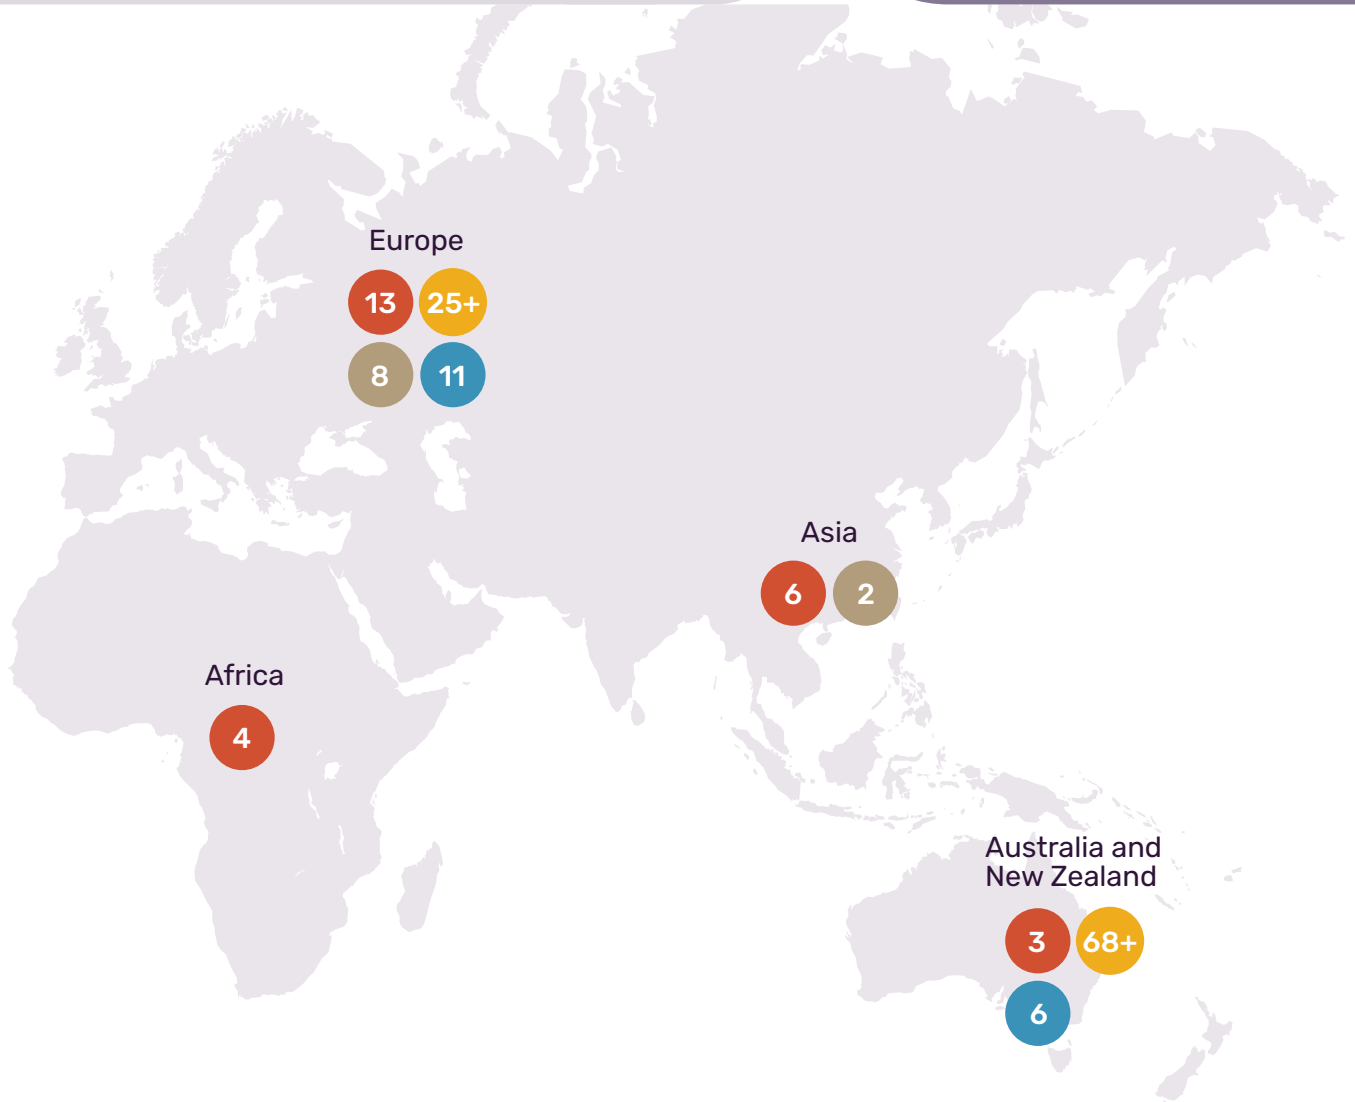 Europe
13 25+
8 11
Asia
6 2
Africa
4
Australia and
New Zealand
3 68+
6